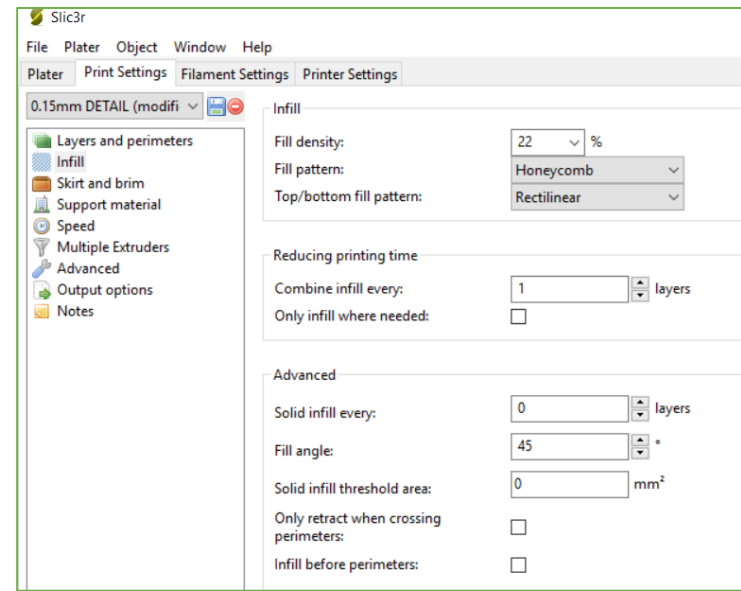 Slic3r
File Plater Object Window Help
Plater Print Settings Filament Settings Printer Settings
0.15mm DETAIL (modifi
Layers and perimeters
Infill
Skirt and brim
Support material
Speed
Multiple Extruders
Advanced
Output options
Notes
Infill
Fill density: 22 %
Fill pattern: Honeycomb
Top/bottom fill pattern: Rectilinear
Reducing printing time
Combine infill every: 1 layers
Only infill where needed:
Advanced
Solid infill every: 0 layers
Fill angle: 45 °
Solid infill threshold area: 0 mm²
Only retract when crossing
perimeters:
Infill before perimeters: